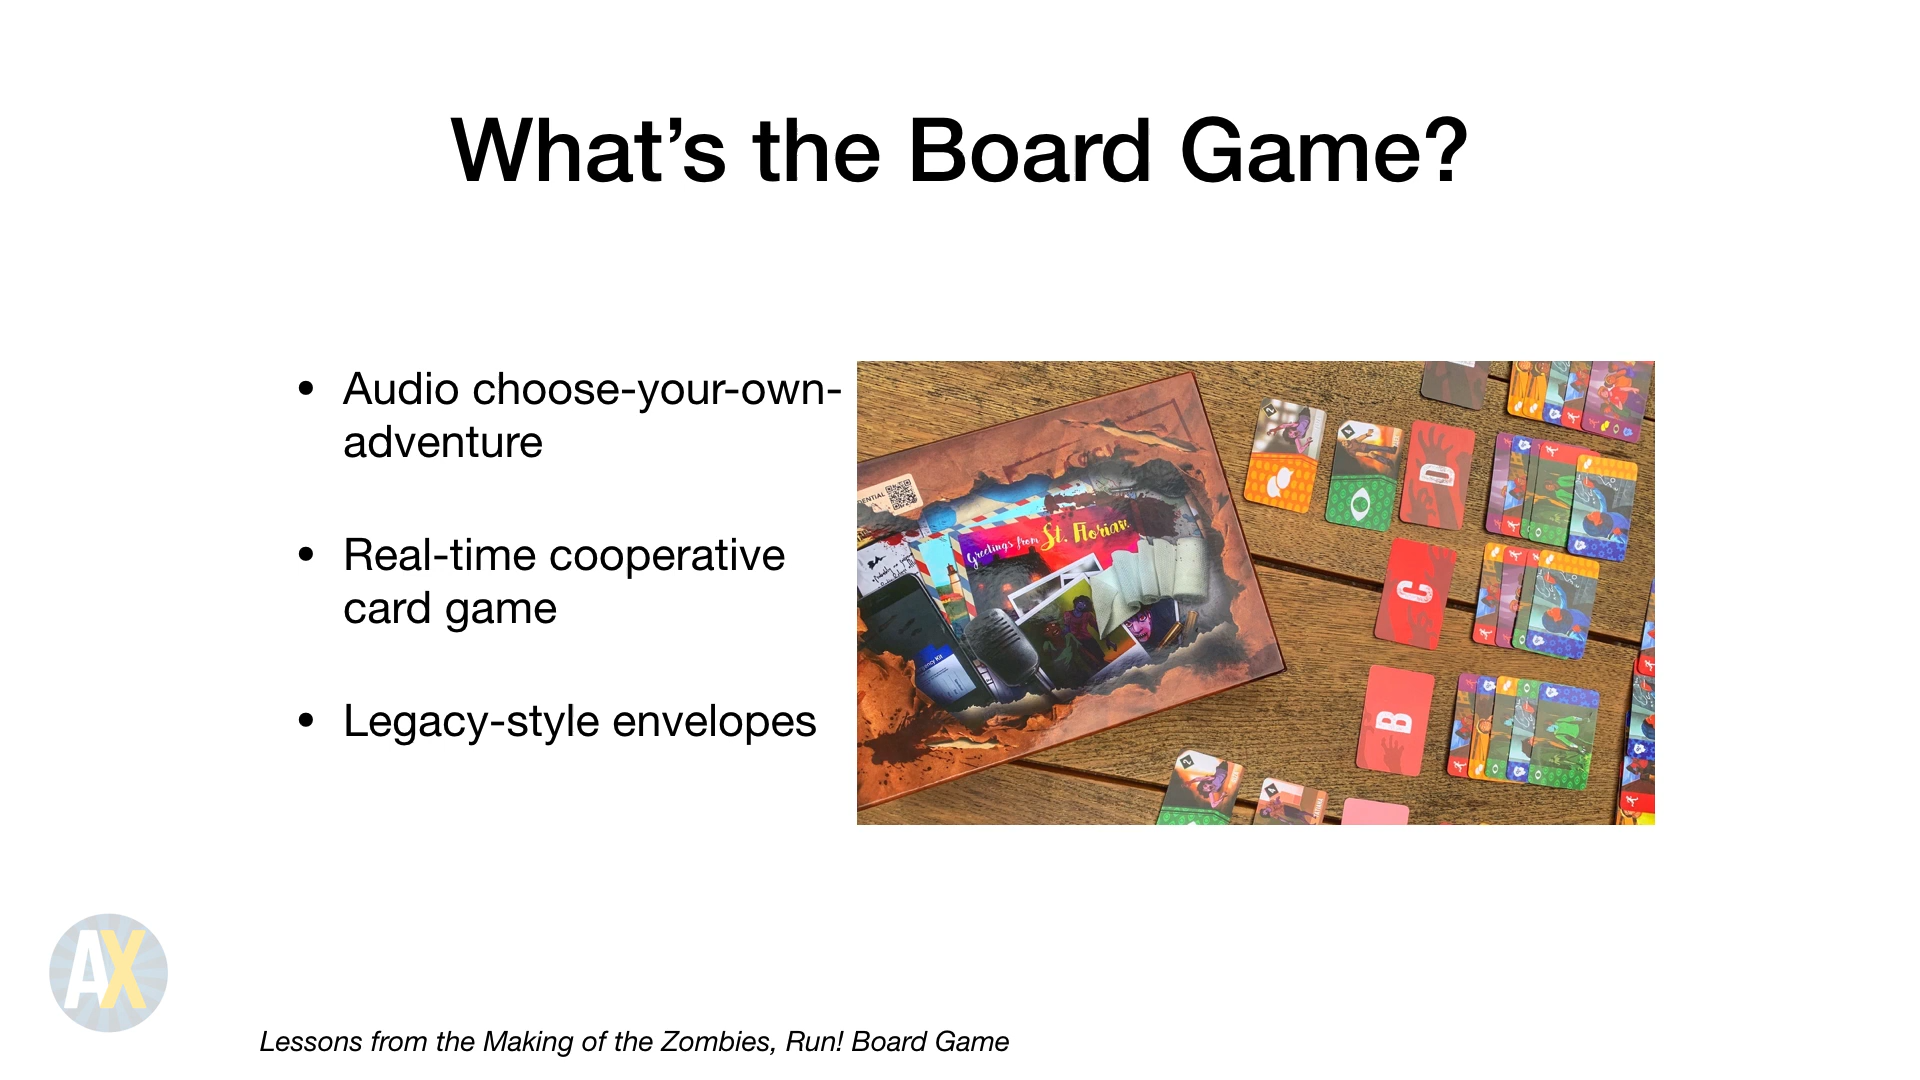 What’s the Board Game?
• Audio choose-your-own-
adventure
• Real-time cooperative
card game
• Legacy-style envelopes
Greetings from St. Florian
D
C
B
AX
Lessons from the Making of the Zombies, Run! Board Game